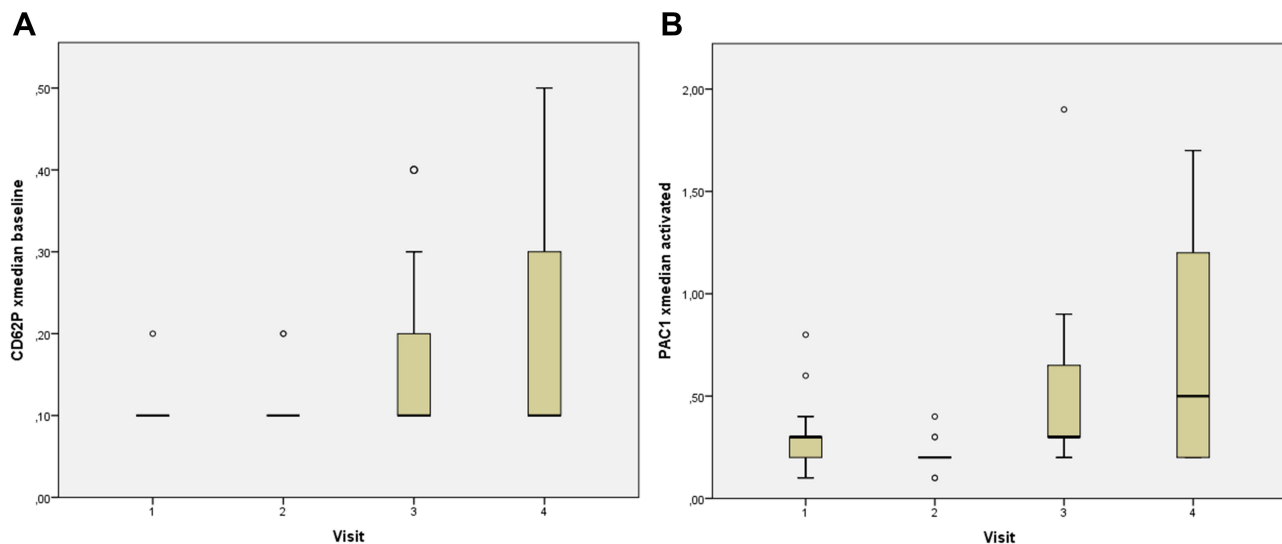 A
CD62P xmedian baseline
,50
,40
,30
,20
,10
,00
1 2 3 4
Visit
B
PAC1 xmedian activated
2,00
1,50
1,00
,50
,00
1 2 3 4
Visit